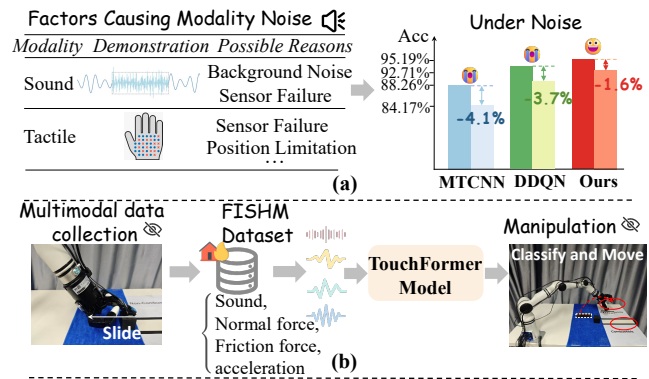 Factors Causing Modality Noise
Modality Demonstration Possible Reasons
Sound
Background Noise
Sensor Failure
Tactile
Sensor Failure
Position Limitation
...
(a)
Under Noise
Acc
95.19%
92.71%
88.26%
84.17%
-4.1%
-3.7%
-1.6%
MTCNN DDQN Ours
Multimodal data
collection
Slide
FISHM
Dataset
Sound,
Normal force,
Friction force,
acceleration
(b)
TouchFormer
Model
Manipulation
Classify and Move